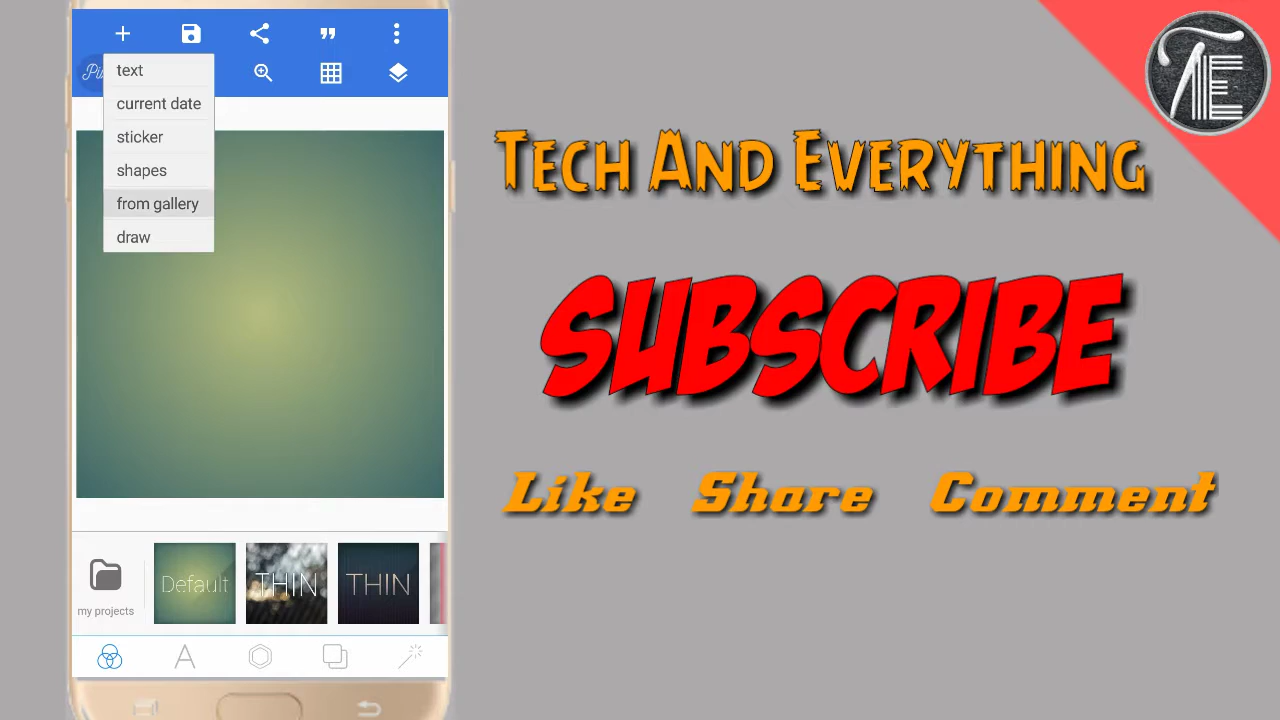 text
current date
sticker
shapes
from gallery
draw
my projects
Default
THIN
THIN
Tech And Everything
SUBSCRIBE
Like Share Comment
TE